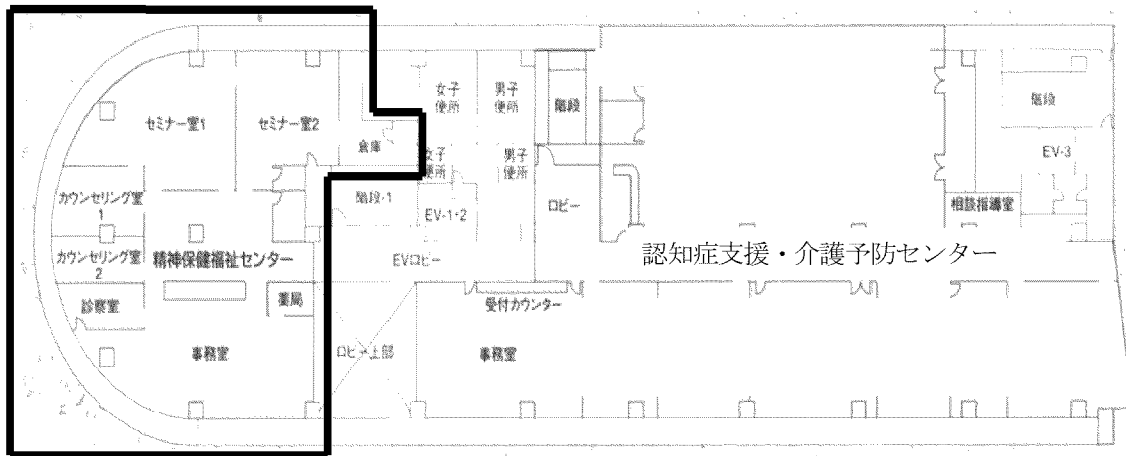 女子
便所
男子
便所
階段
階段
セミナー室1
セミナー室2
倉庫
女子
便所
男子
便所
EV-3
カウンセリング室
1
階段-1
EV-1・2
ロビー
相談指導室
カウンセリング室
2
精神保健福祉センター
EVロビー
認知症支援・介護予防センター
診察室
薬局
受付カウンター
事務室
ロビー上部
事務室